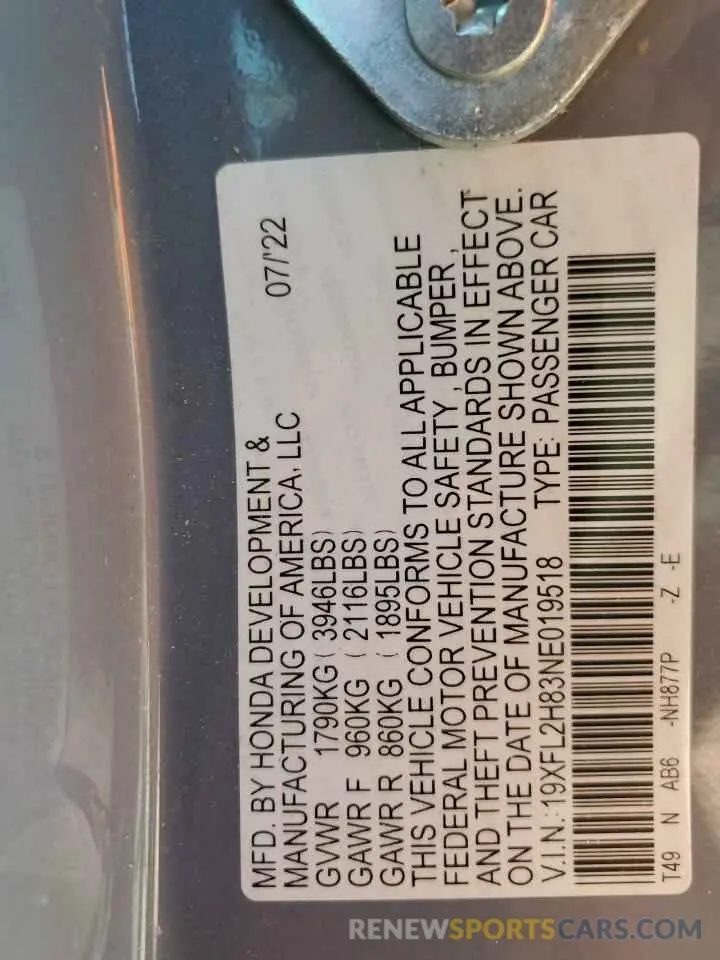 MFD. BY HONDA DEVELOPMENT &
MANUFACTURING OF AMERICA, LLC 07/'22
GVWR 1790KG ( 3946LBS)
GAWR F 960KG ( 2116LBS)
GAWR R 860KG ( 1895LBS)
THIS VEHICLE CONFORMS TO ALL APPLICABLE
FEDERAL MOTOR VEHICLE SAFETY , BUMPER ,
AND THEFT PREVENTION STANDARDS IN EFFECT
ON THE DATE OF MANUFACTURE SHOWN ABOVE.
V.I.N.:19XFL2H83NE019518 TYPE: PASSENGER CAR
T49 N AB6 -NH877P -Z -E
RENEWSPORTSCARS.COM